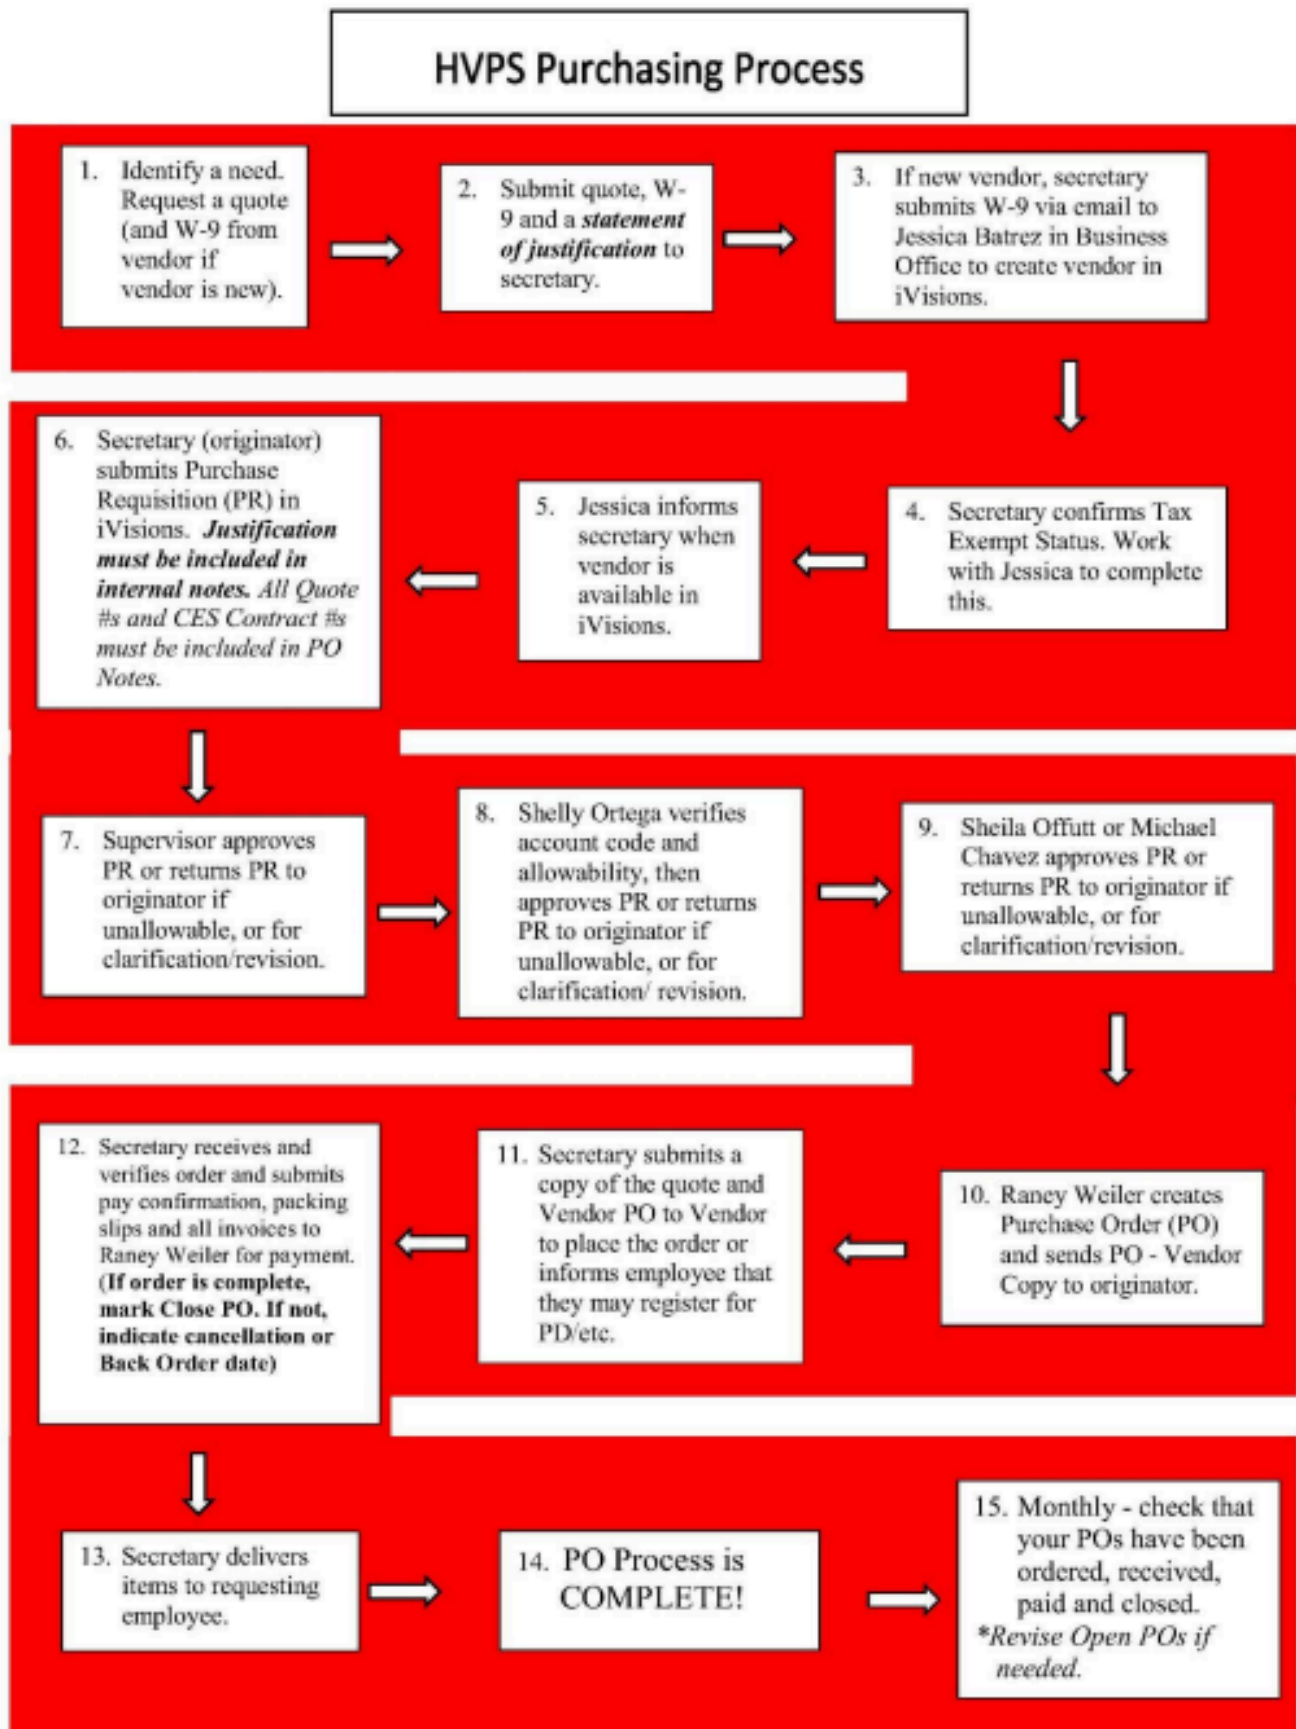 HVPS Purchasing Process
1. Identify a need.
Request a quote
(and W-9 from
vendor if
vendor is new).
2. Submit quote, W-
9 and a statement
of justification to
secretary.
3. If new vendor, secretary
submits W-9 via email to
Jessica Batrez in Business
Office to create vendor in
iVisions.
4. Secretary confirms Tax
Exempt Status. Work
with Jessica to complete
this.
5. Jessica informs
secretary when
vendor is
available in
iVisions.
6. Secretary (originator)
submits Purchase
Requisition (PR) in
iVisions. Justification
must be included in
internal notes. All Quote
#s and CES Contract #s
must be included in PO
Notes.
7. Supervisor approves
PR or returns PR to
originator if
unallowable, or for
clarification/revision.
8. Shelly Ortega verifies
account code and
allowability, then
approves PR or returns
PR to originator if
unallowable, or for
clarification/ revision.
9. Sheila Offutt or Michael
Chavez approves PR or
returns PR to originator if
unallowable, or for
clarification/revision.
10. Raney Weiler creates
Purchase Order (PO)
and sends PO - Vendor
Copy to originator.
11. Secretary submits a
copy of the quote and
Vendor PO to Vendor
to place the order or
informs employee that
they may register for
PD/etc.
12. Secretary receives and
verifies order and submits
pay confirmation, packing
slips and all invoices to
Raney Weiler for payment.
(If order is complete,
mark Close PO. If not,
indicate cancellation or
Back Order date)
13. Secretary delivers
items to requesting
employee.
14. PO Process is
COMPLETE!
15. Monthly - check that
your POs have been
ordered, received,
paid and closed.
*Revise Open POs if
needed.